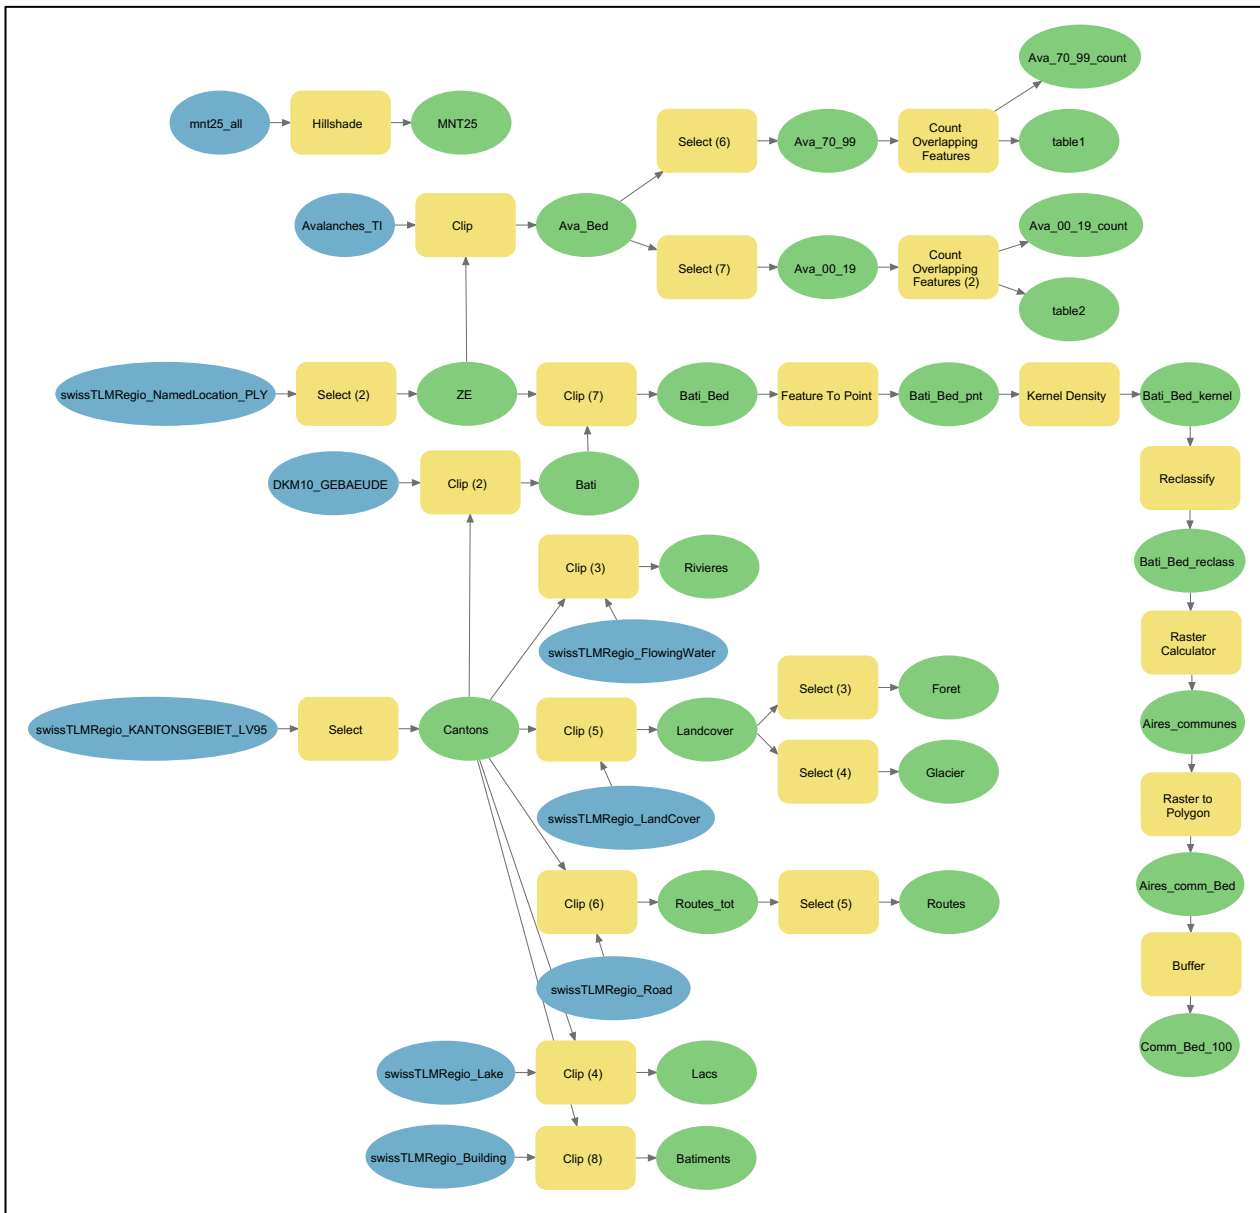 Ava_70_99_count
mnt25_all
Hillshade
MNT25
Select (6)
Ava_70_99
Count
Overlapping
Features
table1
Avalanches_TI
Clip
Ava_Bed
Ava_00_19_count
Select (7)
Ava_00_19
Count
Overlapping
Features (2)
table2
swissTLMRegio_NamedLocation_PLY
Select (2)
ZE
Clip (7)
Bati_Bed
Feature To Point
Bati_Bed_pnt
Kernel Density
Bati_Bed_kernel
DKM10_GEBAEUDE
Clip (2)
Bati
Reclassify
Clip (3)
Rivieres
Bati_Bed_reclass
swissTLMRegio_FlowingWater
Raster
Calculator
Select (3)
Foret
swissTLMRegio_KANTONSGEBIET_LV95
Select
Cantons
Clip (5)
Landcover
Aires_communes
Select (4)
Glacier
swissTLMRegio_LandCover
Raster to
Polygon
Clip (6)
Routes_tot
Select (5)
Routes
Aires_comm_Bed
swissTLMRegio_Road
Buffer
swissTLMRegio_Lake
Clip (4)
Lacs
Comm_Bed_100
swissTLMRegio_Building
Clip (8)
Batiments